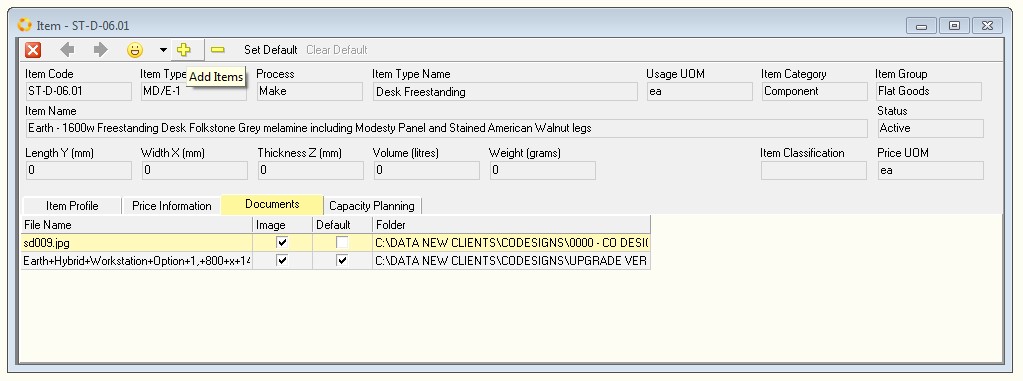 Item - ST-D-06.01
Set Default Clear Default
Add Items
Item Code Item Type Process Item Type Name Usage UOM Item Category Item Group
ST-D-06.01 MD/E-1 Make Desk Freestanding ea Component Flat Goods
Item Name Status
Earth - 1600w Freestanding Desk Folkstone Grey melamine including Modesty Panel and Stained American Walnut legs Active
Length Y (mm) Width X (mm) Thickness Z (mm) Volume (litres) Weight (grams) Item Classification Price UOM
0 0 0 0 0 ea
Item Profile Price Information Documents Capacity Planning
File Name Image Default Folder
sd009.jpg C:\DATA NEW CLIENTS\CODESIGNS\0000 - CO DESI
Earth+Hybrid+Workstation+Option+1,+800+x+14 C:\DATA NEW CLIENTS\CODESIGNS\UPGRADE VER